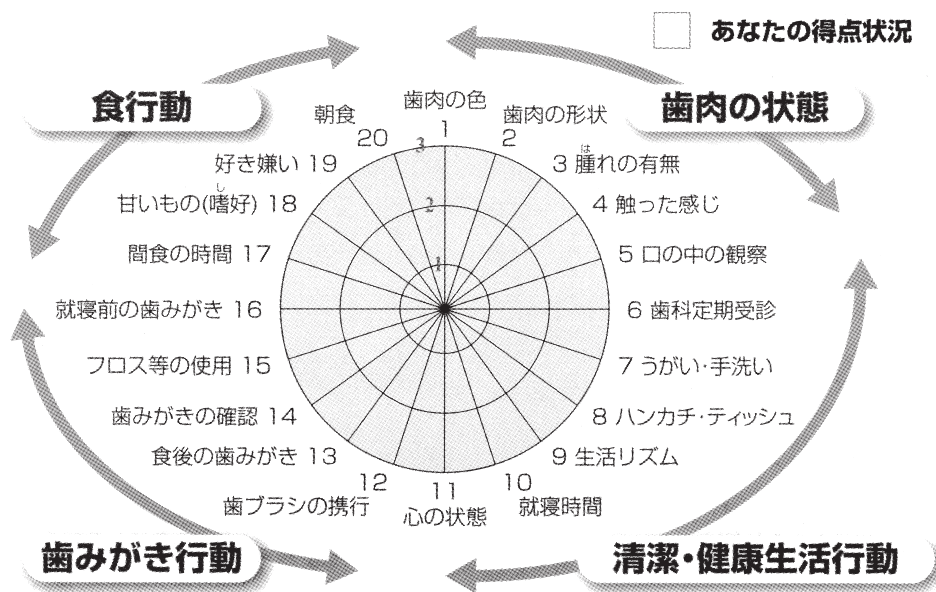 あなたの得点状況
食行動
歯肉の状態
歯肉の色
1
歯肉の形状
2
3 腫れの有無
は
4 触った感じ
5 口の中の観察
6 歯科定期受診
7 うがい・手洗い
8 ハンカチ・ティッシュ
9 生活リズム
10
就寝時間
11
心の状態
12
歯ブラシの携行
食後の歯みがき 13
歯みがきの確認 14
フロス等の使用 15
就寝前の歯みがき 16
間食の時間 17
甘いもの(嗜好) 18
し
好き嫌い 19
朝食
20
3
2
1
歯みがき行動
清潔・健康生活行動